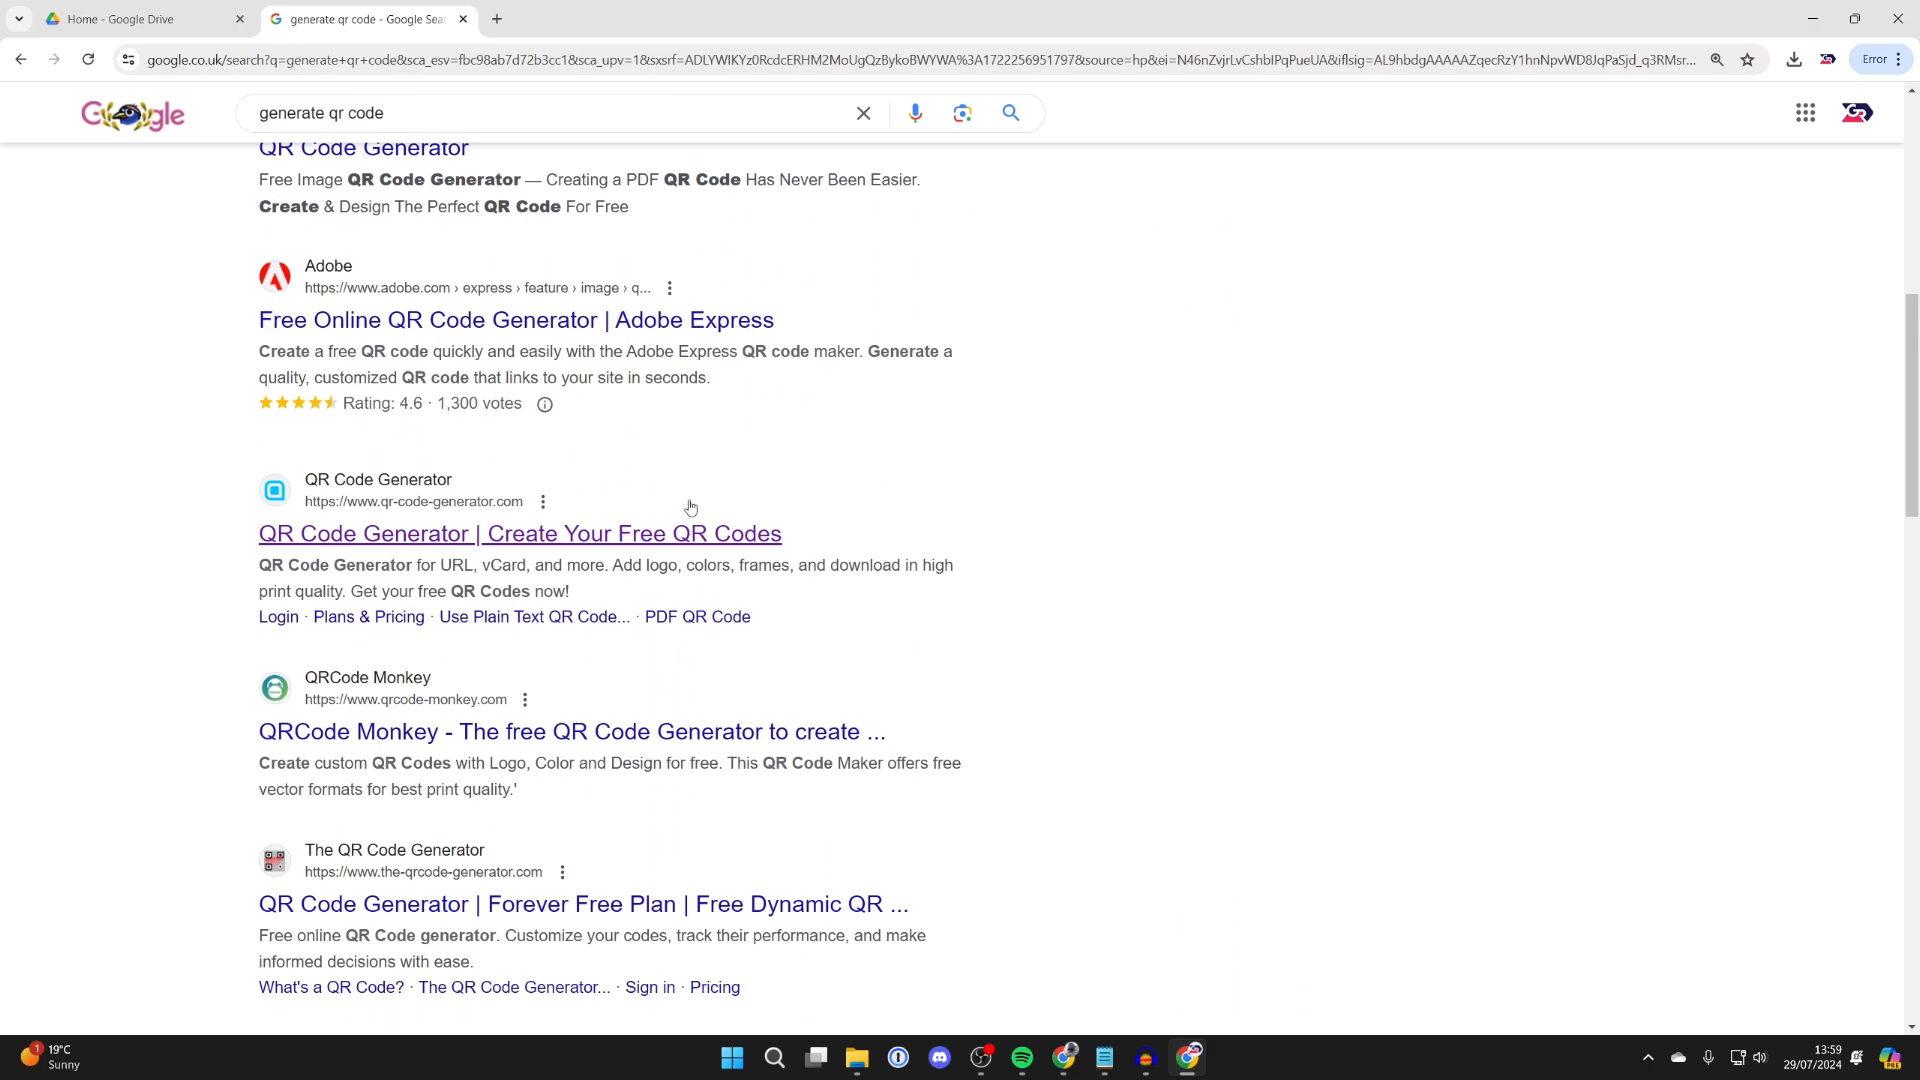 Home - Google Drive
generate qr code - Google Sea
google.co.uk/search?q=generate+qr+code&sca_esv=fbc98ab7d72b3cc1&sca_upv=1&sxsrf=ADLYWIKYz0RcdcERHM2MoUgQzBykoBWYWA%3A1722256951797&source=hp&ei=N46nZvjrLvCshbIPqPueUA&iflsig=AL9hbdgAAAAAZqecRzY1hnNpvWD8JqPaSjd_q3RMsr...
Error
Google
generate qr code
QR Code Generator
Free Image QR Code Generator — Creating a PDF QR Code Has Never Been Easier.
Create & Design The Perfect QR Code For Free
Adobe
https://www.adobe.com › express › feature › image › q...
Free Online QR Code Generator | Adobe Express
Create a free QR code quickly and easily with the Adobe Express QR code maker. Generate a
quality, customized QR code that links to your site in seconds.
Rating: 4.6 · 1,300 votes
QR Code Generator
https://www.qr-code-generator.com
QR Code Generator | Create Your Free QR Codes
QR Code Generator for URL, vCard, and more. Add logo, colors, frames, and download in high
print quality. Get your free QR Codes now!
Login · Plans & Pricing · Use Plain Text QR Code... · PDF QR Code
QRCode Monkey
https://www.qrcode-monkey.com
QRCode Monkey - The free QR Code Generator to create ...
Create custom QR Codes with Logo, Color and Design for free. This QR Code Maker offers free
vector formats for best print quality.'
The QR Code Generator
https://www.the-qrcode-generator.com
QR Code Generator | Forever Free Plan | Free Dynamic QR ...
Free online QR Code generator. Customize your codes, track their performance, and make
informed decisions with ease.
What's a QR Code? · The QR Code Generator... · Sign in · Pricing
1
19°C
Sunny
13:59
29/07/2024
PRE